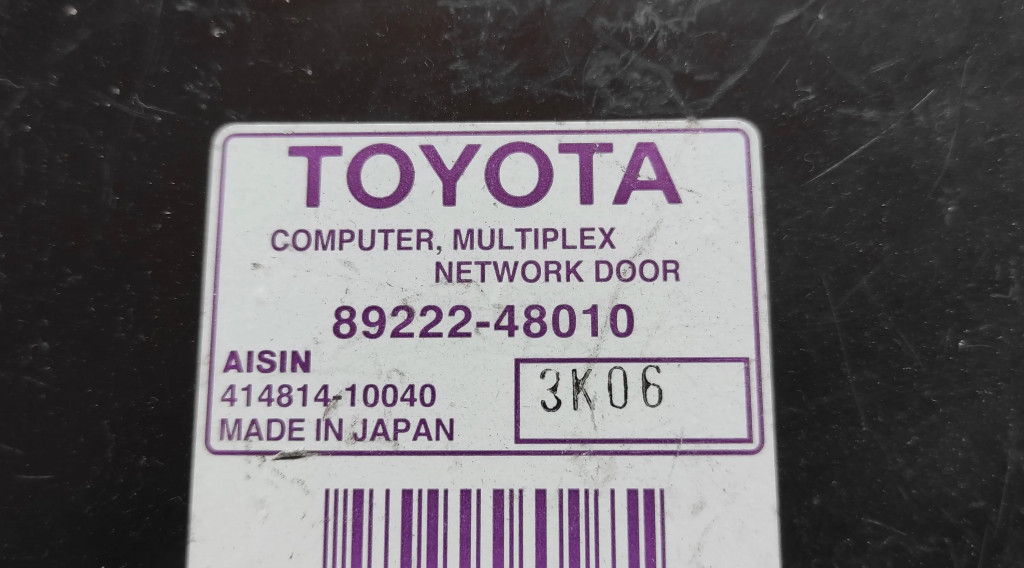 TOYOTA
COMPUTER, MULTIPLEX
NETWORK DOOR
89222-48010
AISIN
414814-10040
MADE IN JAPAN
3K06